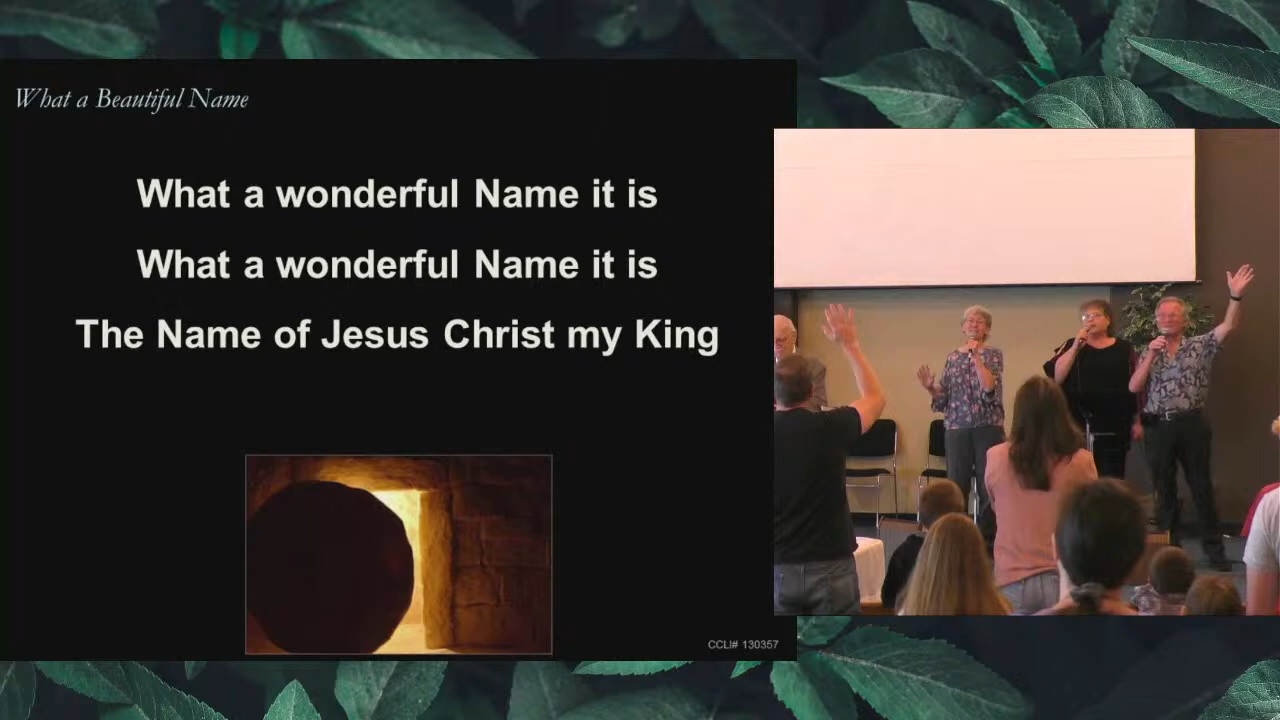 What a Beautiful Name
What a wonderful Name it is
What a wonderful Name it is
The Name of Jesus Christ my King
CCLI# 130357